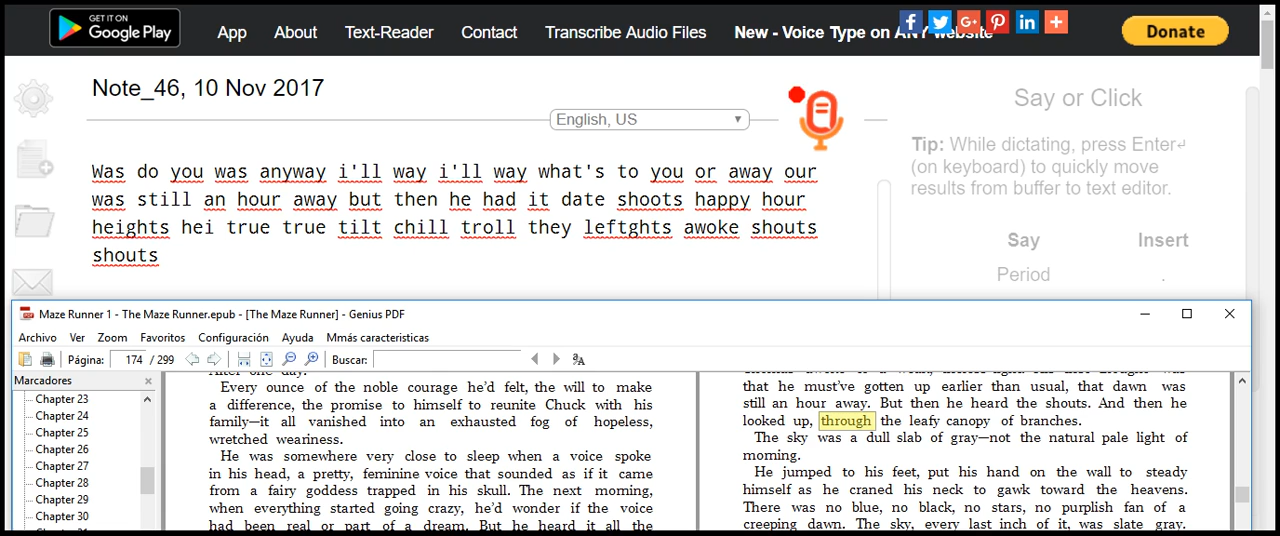 GET IT ON
Google Play
App About Text-Reader Contact Transcribe Audio Files New - Voice Type on ANY website
Donate
Note_46, 10 Nov 2017
English, US
Say or Click
Tip: While dictating, press Enter↵
(on keyboard) to quickly move
results from buffer to text editor.
Say Insert
Period .
Was do you was anyway i'll way i'll way what's to you or away our
was still an hour away but then he had it date shoots happy hour
heights hei true true tilt chill troll they leftghts awoke shouts
shouts
Maze Runner 1 - The Maze Runner.epub - [The Maze Runner] - Genius PDF
Archivo Ver Zoom Favoritos Configuración Ayuda Mmás caracteristicas
Página: 174 / 299 Buscar:
Marcadores
Chapter 23
Chapter 24
Chapter 25
Chapter 26
Chapter 27
Chapter 28
Chapter 29
Chapter 30
After one day.
Every ounce of the noble courage he'd felt, the will to make
a difference, the promise to himself to reunite Chuck with his
family—it all vanished into an exhausted fog of hopeless,
wretched weariness.
He was somewhere very close to sleep when a voice spoke
in his head, a pretty, feminine voice that sounded as if it came
from a fairy goddess trapped in his skull. The next morning,
when everything started going crazy, he'd wonder if the voice
had been real or part of a dream. But he heard it all the
that he must've gotten up earlier than usual, that dawn was
still an hour away. But then he heard the shouts. And then he
looked up, through the leafy canopy of branches.
The sky was a dull slab of gray—not the natural pale light of
morning.
He jumped to his feet, put his hand on the wall to steady
himself as he craned his neck to gawk toward the heavens.
There was no blue, no black, no stars, no purplish fan of a
creeping dawn. The sky, every last inch of it, was slate gray.